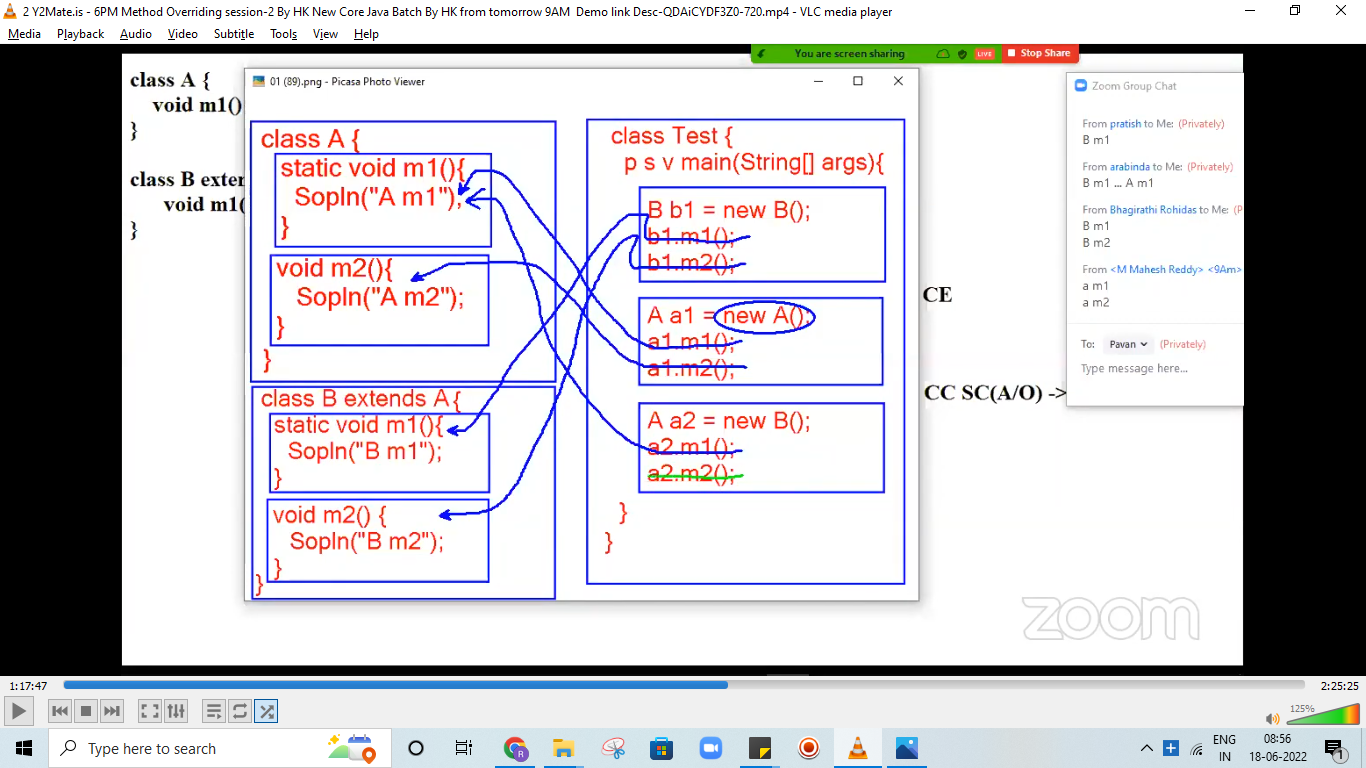 2 Y2Mate.is - 6PM Method Overriding session-2 By HK New Core Java Batch By HK from tomorrow 9AM  Demo link Desc-QDAiCYDF3Z0-720.mp4 - VLC media player
Media Playback Audio Video Subtitle Tools View Help
You are screen sharing LIVE Stop Share
class A {
void m1()
}
class B exten
void m1(
}
01 (89).png - Picasa Photo Viewer
class A {
static void m1(){
Sopln("A m1");
}
void m2(){
Sopln("A m2");
}
}
class B extends A{
static void m1(){
Sopln("B m1");
}
void m2() {
Sopln("B m2");
}
}
class Test {
p s v main(String[] args){
B b1 = new B();
b1.m1();
b1.m2();
A a1 = new A();
a1.m1();
a1.m2();
A a2 = new B();
a2.m1();
a2.m2();
}
}
CE
CC SC(A/O) ->
Zoom Group Chat
From pratish to Me: (Privately)
B m1
From arabinda to Me: (Privately)
B m1 ... A m1
From Bhagirathi Rohidas to Me: (P
B m1
B m2
From <M Mahesh Reddy> <9Am>
a m1
a m2
To: Pavan (Privately)
Type message here...
zoom
1:17:47
2:25:25
125%
Type here to search
ENG
IN
08:56
18-06-2022
1